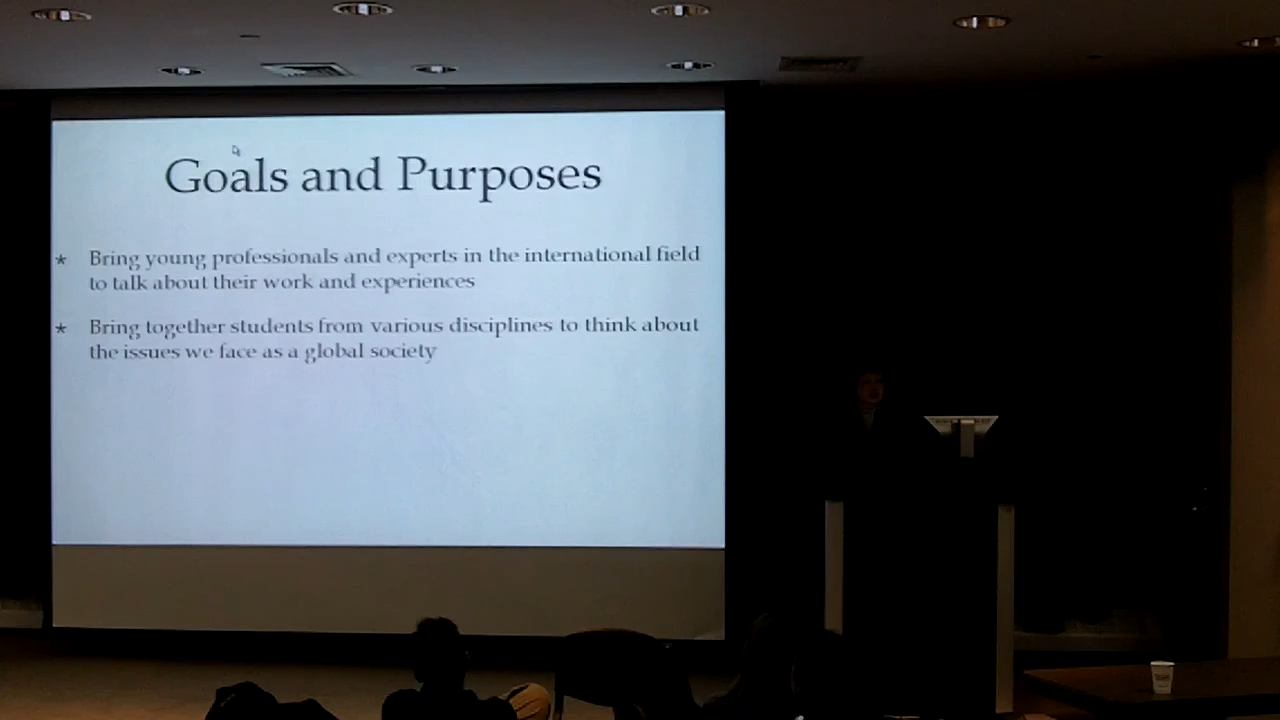 Goals and Purposes
* Bring young professionals and experts in the international field
to talk about their work and experiences
* Bring together students from various disciplines to think about
the issues we face as a global society